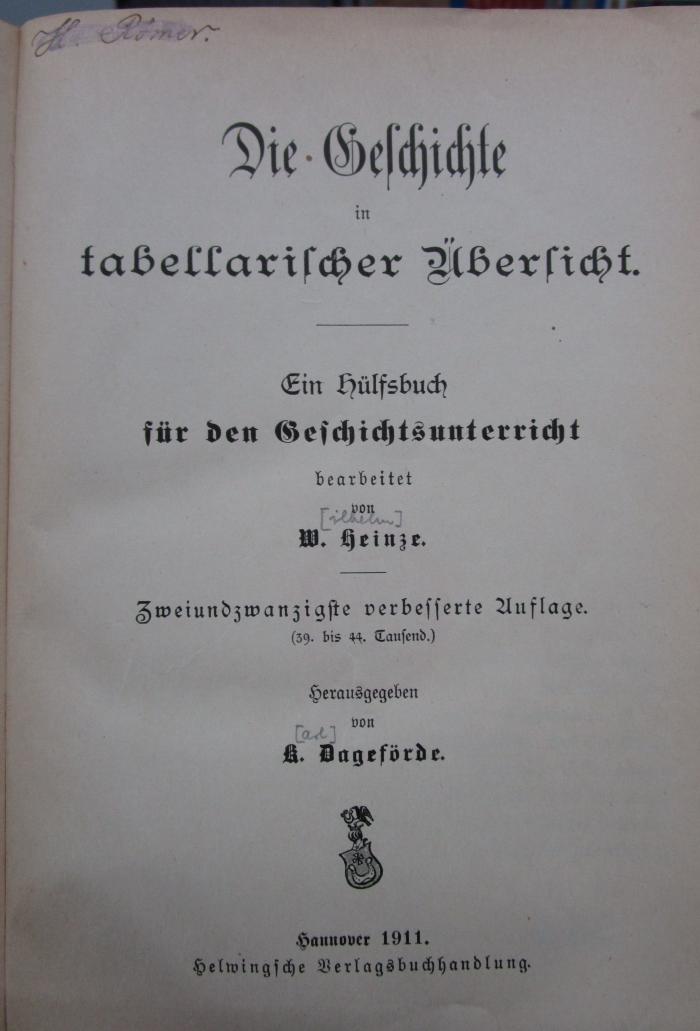 H. Römer.
Die Geschichte
in
tabellarischer Übersicht.
Ein Hülfsbuch
für den Geschichtsunterricht
bearbeitet
von
[ilhelm]
W. Heinze.
Zweiundzwanzigste verbesserte Auflage.
(39. bis 44. Tausend.)
Herausgegeben
von
[arl]
K. Dageförde.
Hannover 1911.
Helwingsche Verlagsbuchhandlung.